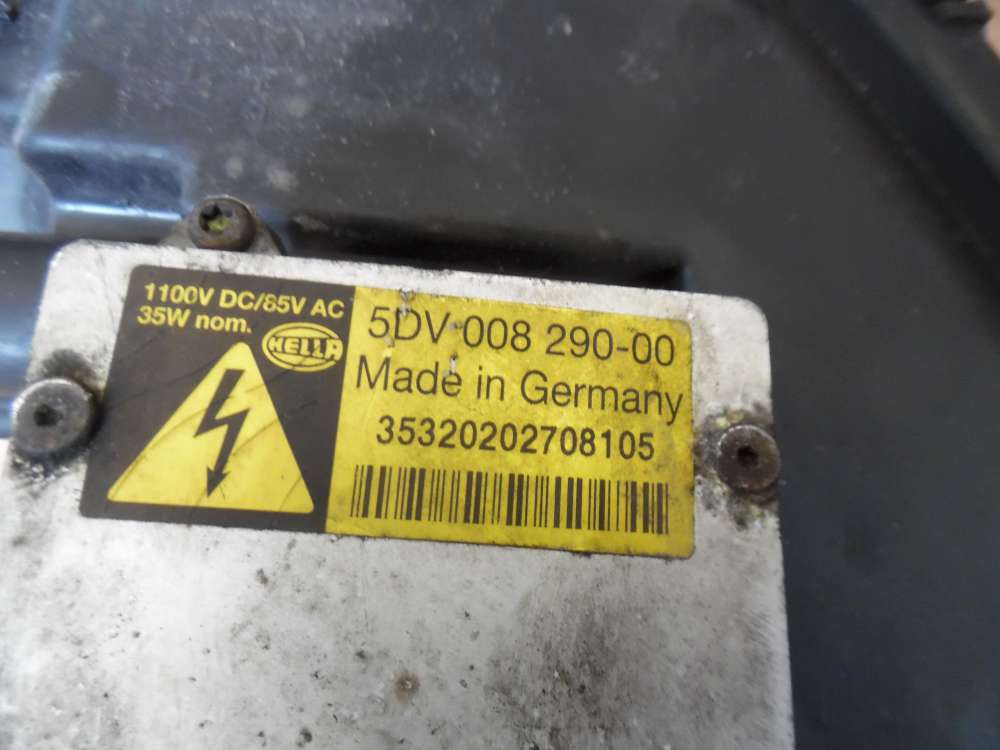 1100V DC/85V AC
35W nom.
HELLA
5DV 008 290-00
Made in Germany
35320202708105